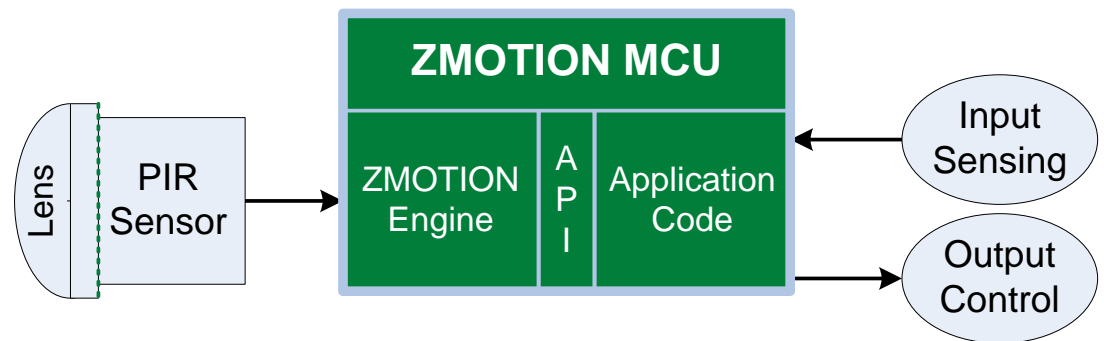 ZMOTION MCU
Lens
PIR
Sensor
ZMOTION
Engine
A
P
I
Application
Code
Input
Sensing
Output
Control